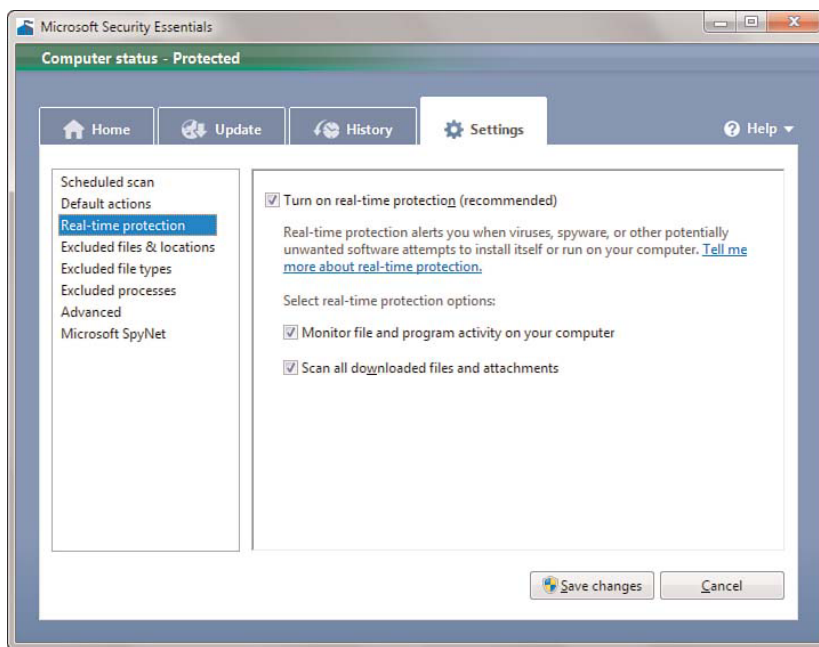 Microsoft Security Essentials
Computer status - Protected
Home
Update
History
Settings
Help
Scheduled scan
Default actions
Real-time protection
Excluded files & locations
Excluded file types
Excluded processes
Advanced
Microsoft SpyNet
Turn on real-time protection (recommended)
Real-time protection alerts you when viruses, spyware, or other potentially
unwanted software attempts to install itself or run on your computer. Tell me
more about real-time protection.
Select real-time protection options:
Monitor file and program activity on your computer
Scan all downloaded files and attachments
Save changes
Cancel